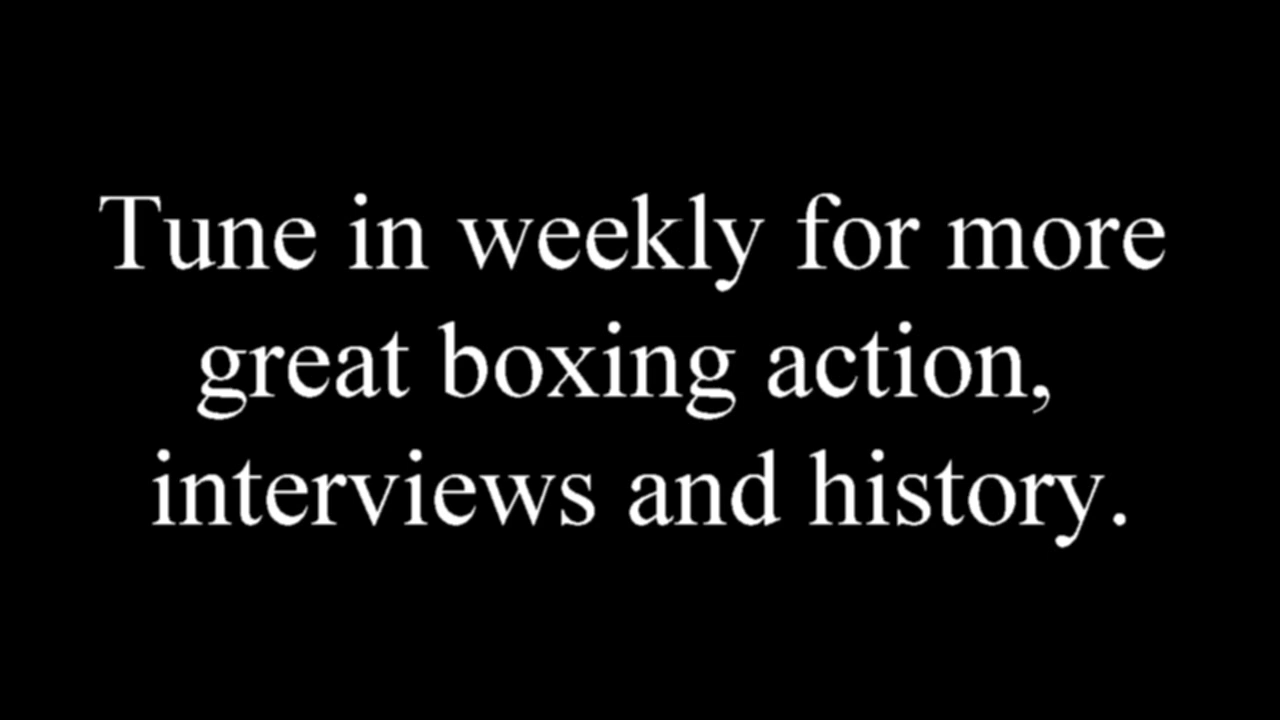 Tune in weekly for more
great boxing action,
interviews and history.